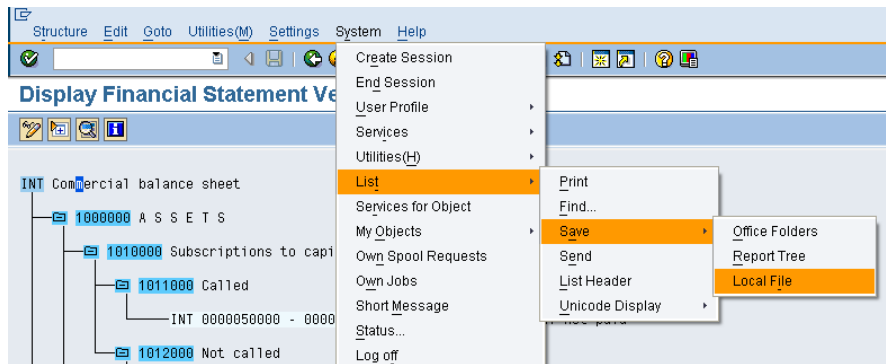 Structure Edit Goto Utilities(M) Settings System Help
Display Financial Statement Ve
Create Session
End Session
User Profile
Services
Utilities(H)
List
Services for Object
My Objects
Own Spool Requests
Own Jobs
Short Message
Status...
Log off
Print
Find...
Save
Send
List Header
Unicode Display
Office Folders
Report Tree
Local File
INT Commercial balance sheet
1000000 A S S E T S
1010000 Subscriptions to capi
1011000 Called
INT 0000050000 - 0000
not paid
1012000 Not called